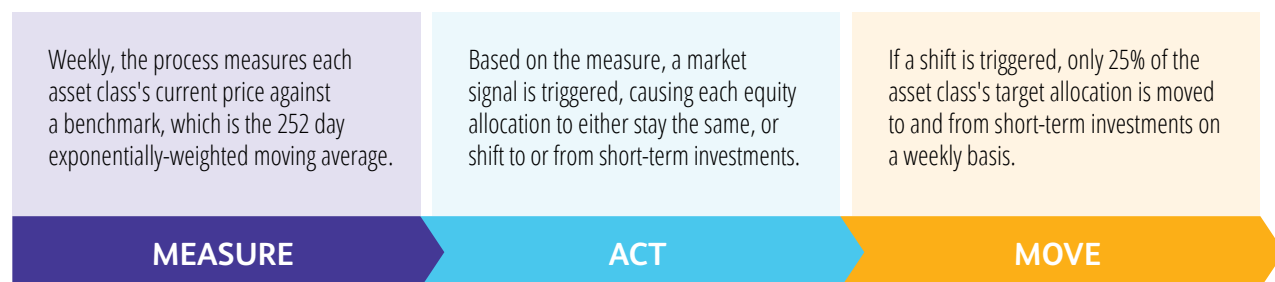 Weekly, the process measures each
asset class's current price against
a benchmark, which is the 252 day
exponentially-weighted moving average.
MEASURE
Based on the measure, a market
signal is triggered, causing each equity
allocation to either stay the same, or
shift to or from short-term investments.
ACT
If a shift is triggered, only 25% of the
asset class's target allocation is moved
to and from short-term investments on
a weekly basis.
MOVE